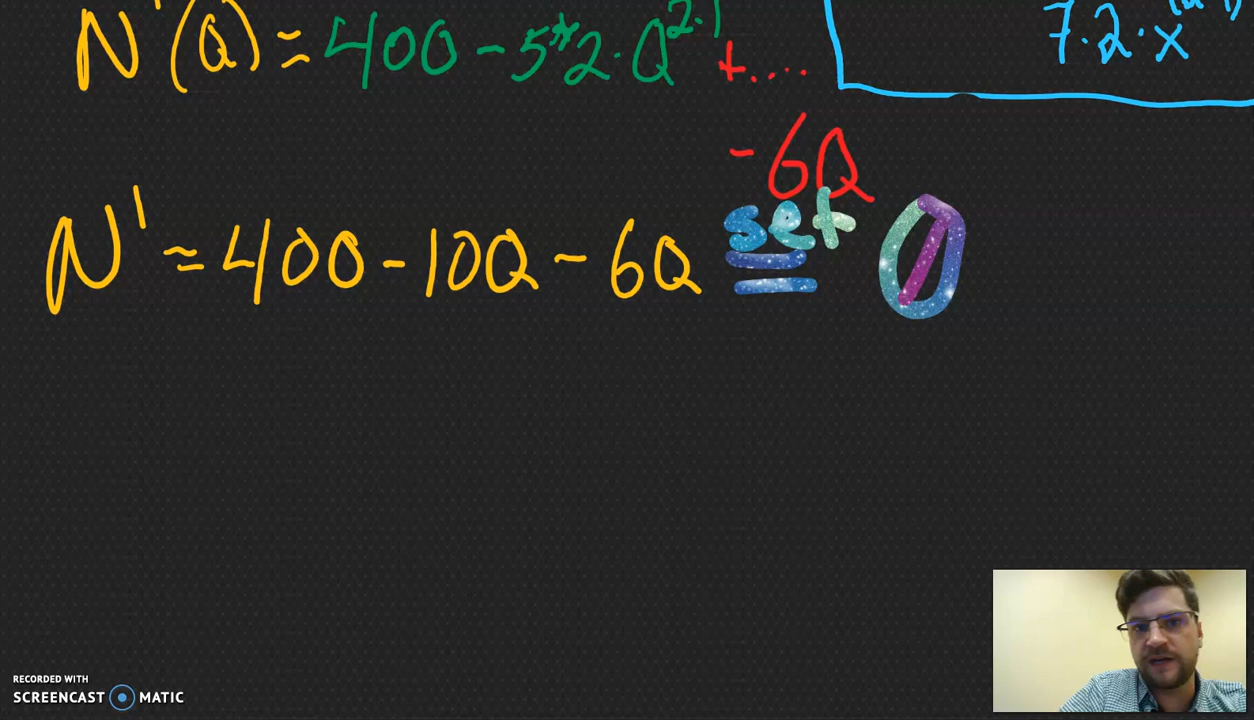 N'(Q) = 400 - 5*2·Q^2-1 + ....
7·2·x
- 6Q
N' = 400 - 10Q - 6Q set = 0
RECORDED WITH
SCREENCAST MATIC